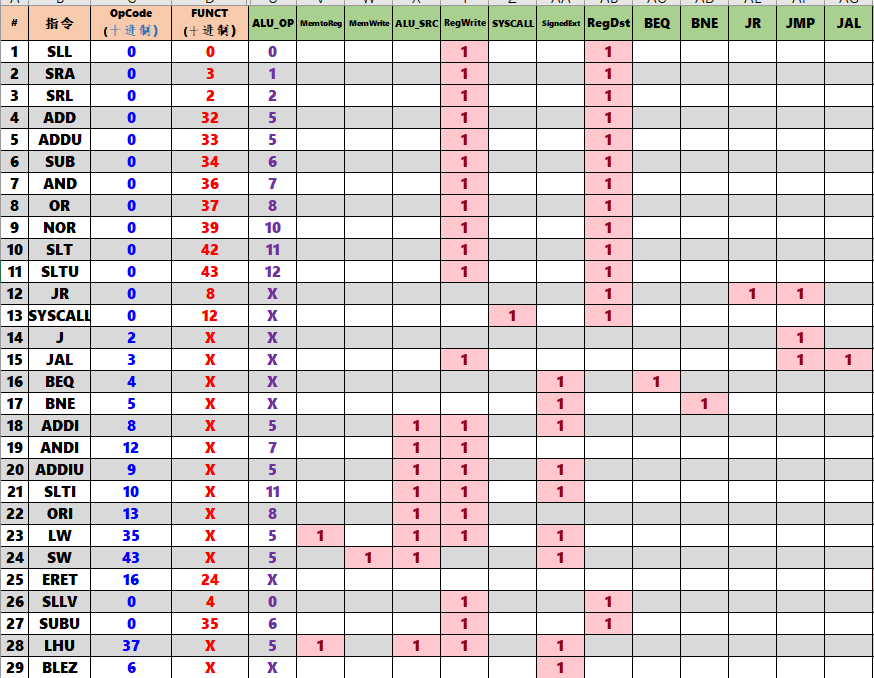 # 指令 OpCode (十进制) FUNCT (十进制) ALU_OP MemtoReg MemWrite ALU_SRC RegWrite SYSCALL SignedExt RegDst BEQ BNE JR JMP JAL
1 SLL 0 0 0 1 1
2 SRA 0 3 1 1 1
3 SRL 0 2 2 1 1
4 ADD 0 32 5 1 1
5 ADDU 0 33 5 1 1
6 SUB 0 34 6 1 1
7 AND 0 36 7 1 1
8 OR 0 37 8 1 1
9 NOR 0 39 10 1 1
10 SLT 0 42 11 1 1
11 SLTU 0 43 12 1 1
12 JR 0 8 X 1 1 1
13 SYSCALL 0 12 X 1 1
14 J 2 X X 1
15 JAL 3 X X 1 1 1
16 BEQ 4 X X 1 1
17 BNE 5 X X 1 1
18 ADDI 8 X 5 1 1 1
19 ANDI 12 X 7 1 1
20 ADDIU 9 X 5 1 1 1
21 SLTI 10 X 11 1 1 1
22 ORI 13 X 8 1 1
23 LW 35 X 5 1 1 1 1
24 SW 43 X 5 1 1 1
25 ERET 16 24 X
26 SLLV 0 4 0 1 1
27 SUBU 0 35 6 1 1
28 LHU 37 X 5 1 1 1 1
29 BLEZ 6 X X 1